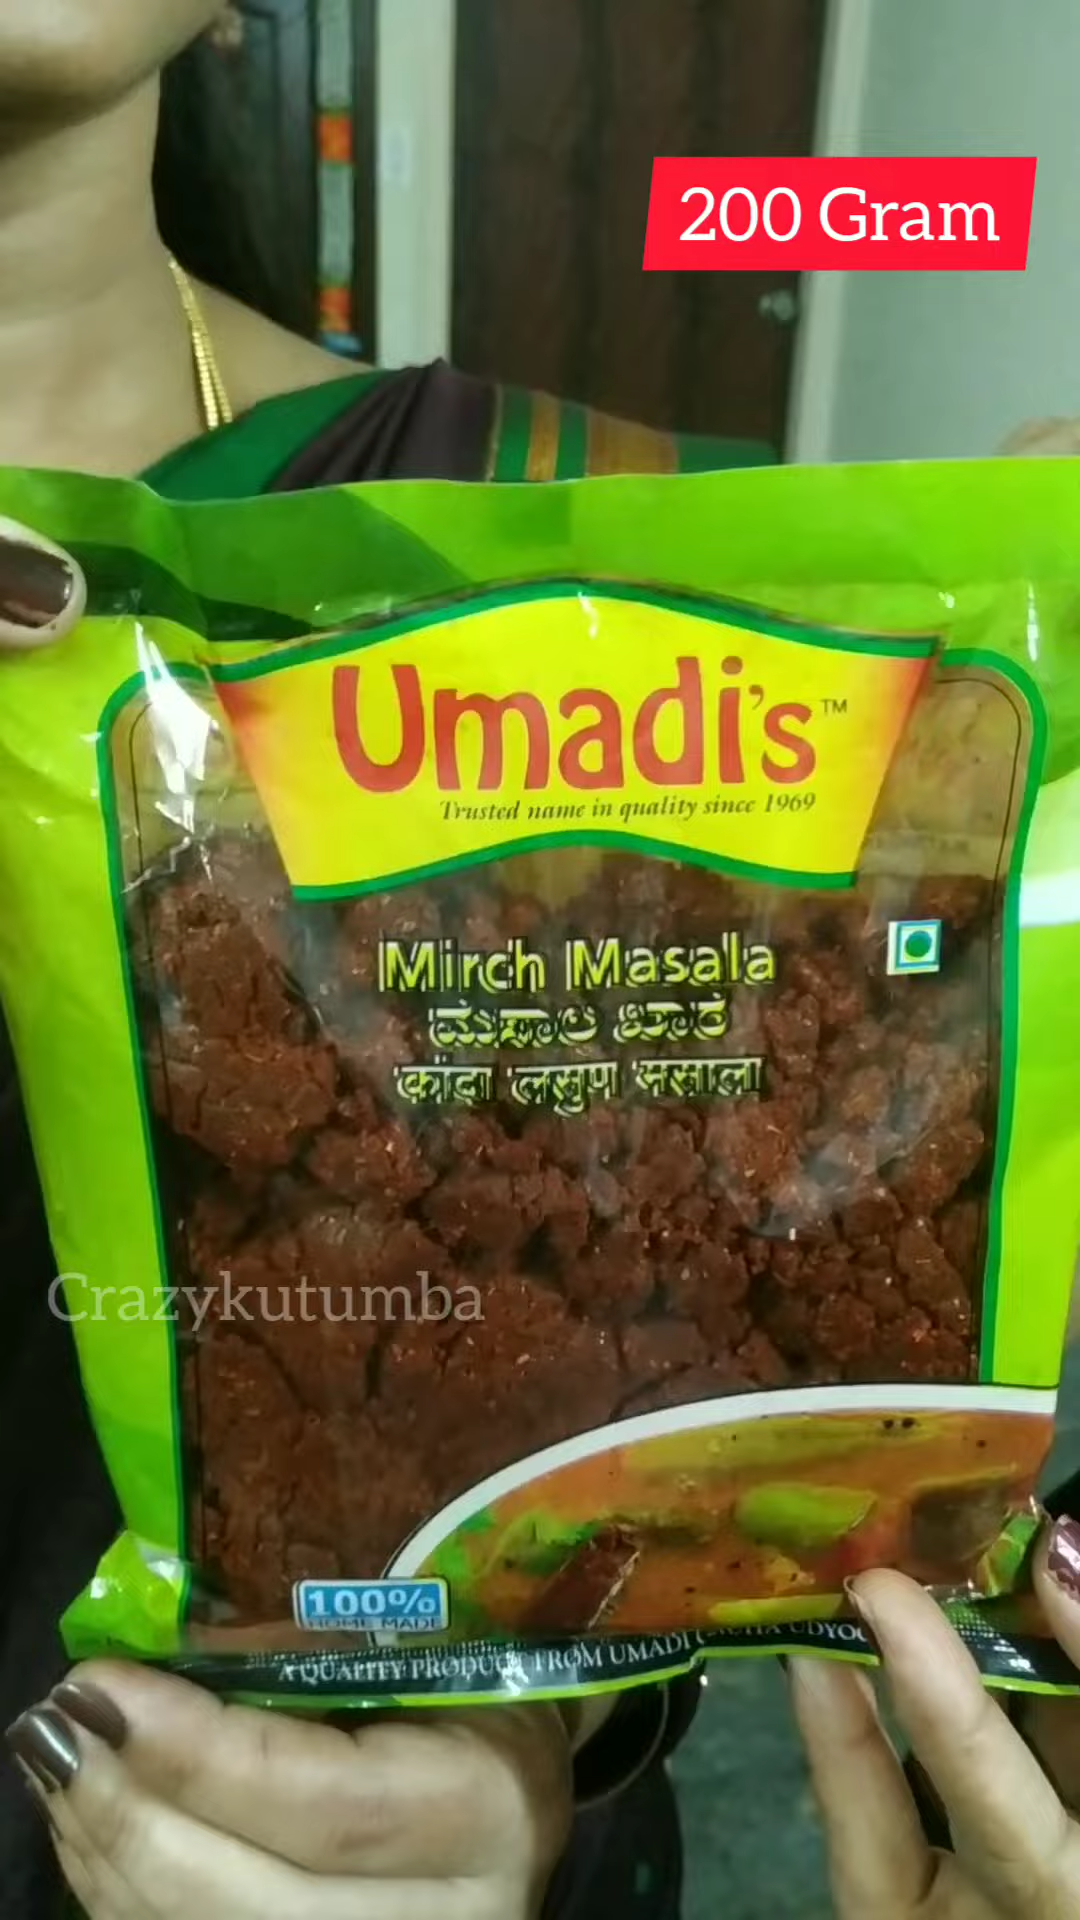 200 Gram
Umadi's™
Trusted name in quality since 1969
Mirch Masala
ಮಸಾಲ ಖಾರ
कांदा लसुण मसाला
Crazykutumba
100%
HOME MADE
A QUALITY PRODUCT FROM UMADI